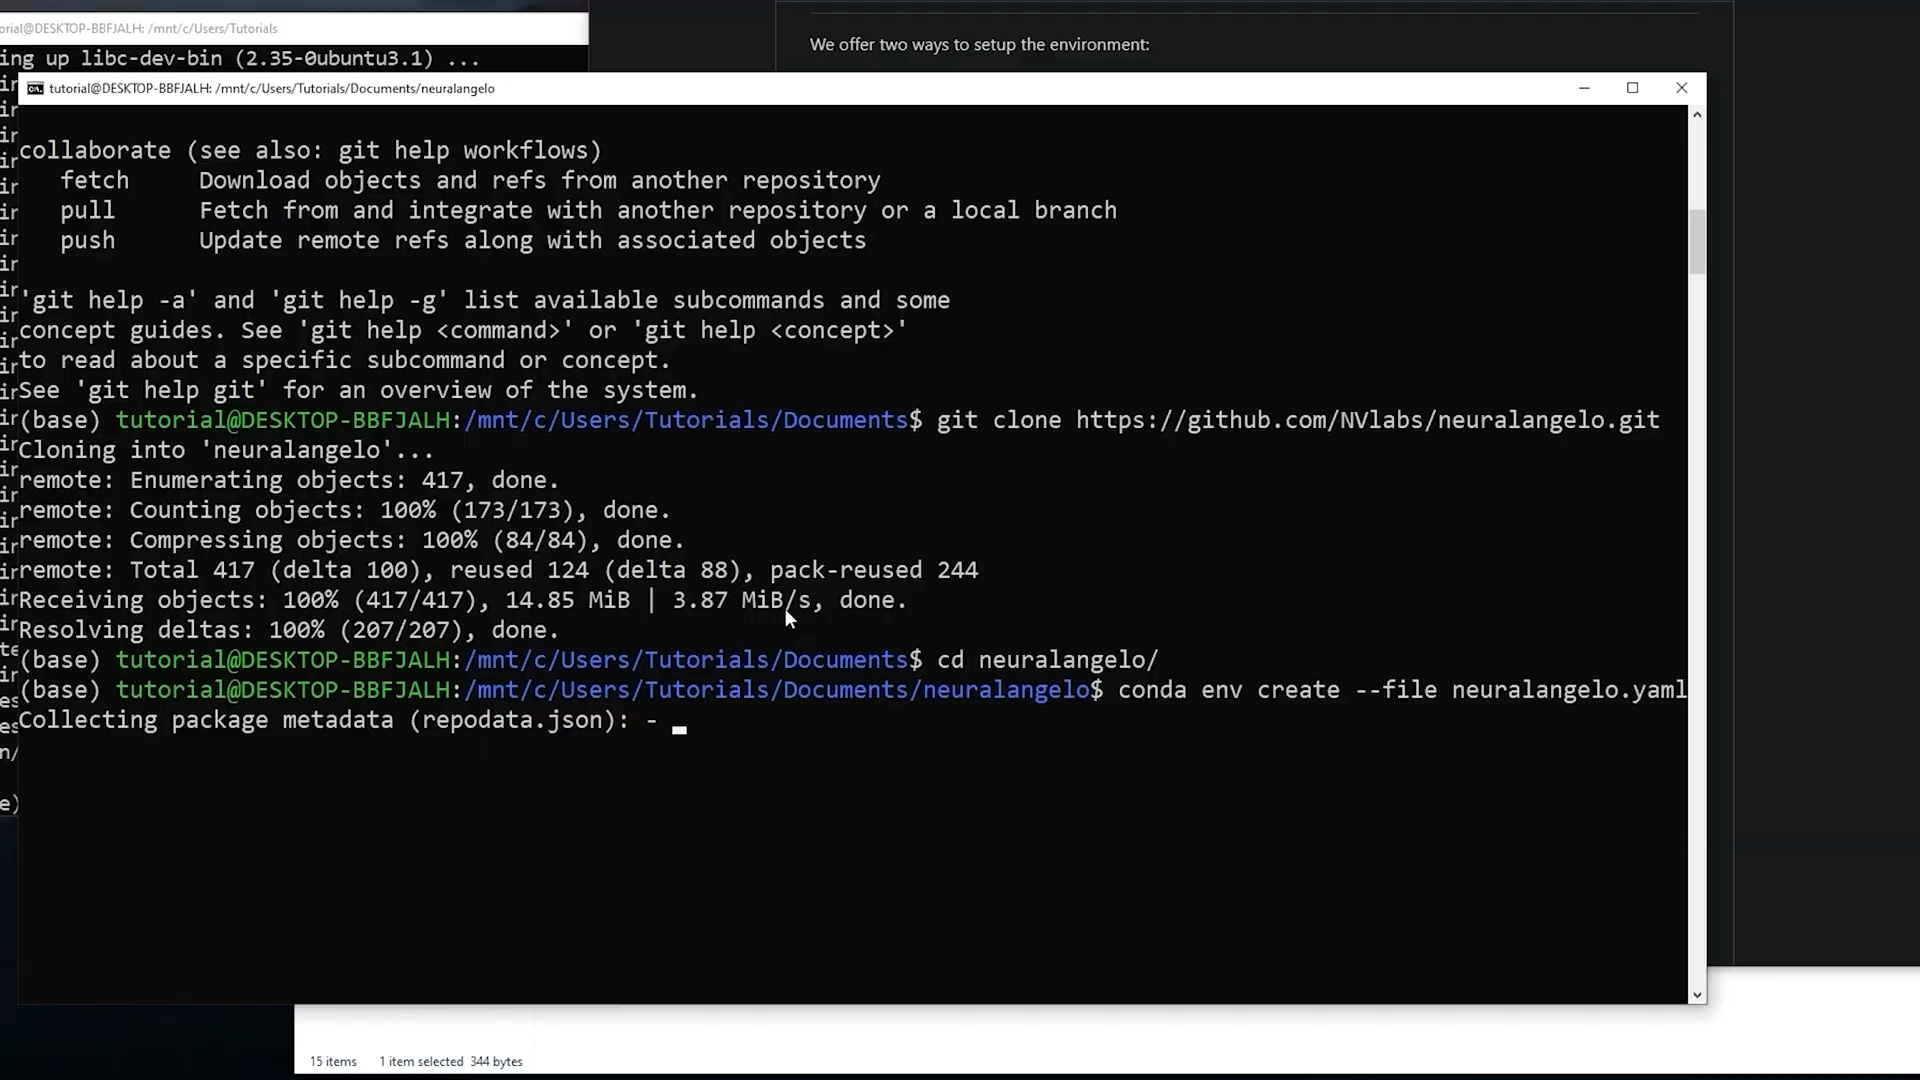 orial@DESKTOP-BBFJALH: /mnt/c/Users/Tutorials
ing up libc-dev-bin (2.35-0ubuntu3.1) ...
We offer two ways to setup the environment:
tutorial@DESKTOP-BBFJALH: /mnt/c/Users/Tutorials/Documents/neuralangelo
collaborate (see also: git help workflows)
fetch Download objects and refs from another repository
pull Fetch from and integrate with another repository or a local branch
push Update remote refs along with associated objects
'git help -a' and 'git help -g' list available subcommands and some
concept guides. See 'git help <command>' or 'git help <concept>'
to read about a specific subcommand or concept.
See 'git help git' for an overview of the system.
(base) tutorial@DESKTOP-BBFJALH:/mnt/c/Users/Tutorials/Documents$ git clone https://github.com/NVlabs/neuralangelo.git
Cloning into 'neuralangelo'...
remote: Enumerating objects: 417, done.
remote: Counting objects: 100% (173/173), done.
remote: Compressing objects: 100% (84/84), done.
remote: Total 417 (delta 100), reused 124 (delta 88), pack-reused 244
Receiving objects: 100% (417/417), 14.85 MiB | 3.87 MiB/s, done.
Resolving deltas: 100% (207/207), done.
(base) tutorial@DESKTOP-BBFJALH:/mnt/c/Users/Tutorials/Documents$ cd neuralangelo/
(base) tutorial@DESKTOP-BBFJALH:/mnt/c/Users/Tutorials/Documents/neuralangelo$ conda env create --file neuralangelo.yaml
Collecting package metadata (repodata.json): -
15 items 1 item selected 344 bytes